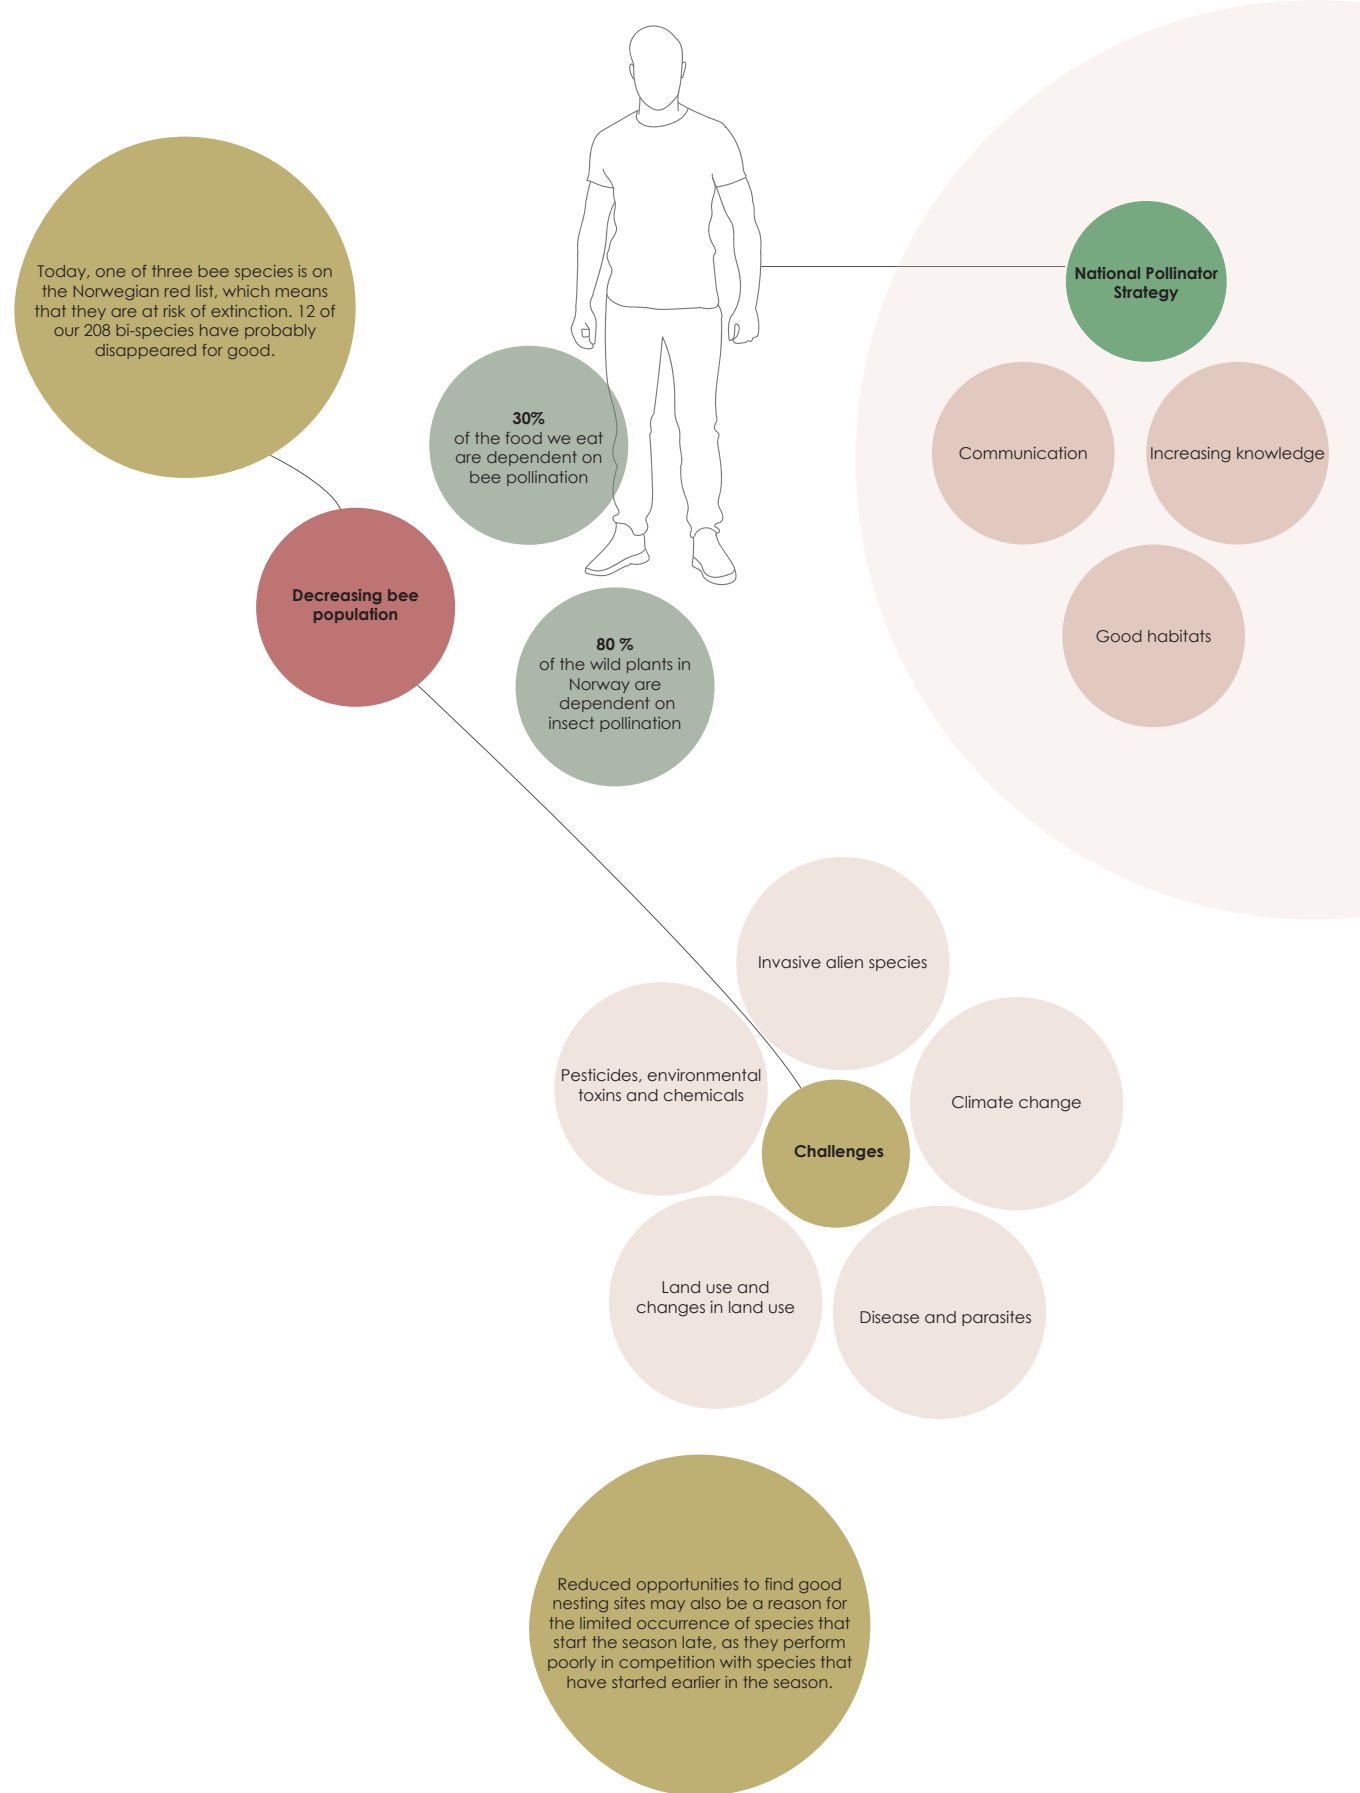 Today, one of three bee species is on
the Norwegian red list, which means
that they are at risk of extinction. 12 of
our 208 bi-species have probably
disappeared for good.
National Pollinator
Strategy
30%
of the food we eat
are dependent on
bee pollination
Communication
Increasing knowledge
Decreasing bee
population
80 %
of the wild plants in
Norway are
dependent on
insect pollination
Good habitats
Invasive alien species
Pesticides, environmental
toxins and chemicals
Climate change
Challenges
Land use and
changes in land use
Disease and parasites
Reduced opportunities to find good
nesting sites may also be a reason for
the limited occurrence of species that
start the season late, as they perform
poorly in competition with species that
have started earlier in the season.